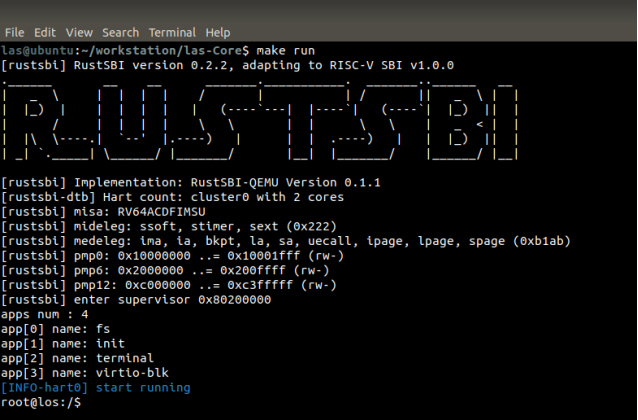 File Edit View Search Terminal Help
las@ubuntu:~/workstation/las-Core$ make run
[rustsbi] RustSBI version 0.2.2, adapting to RISC-V SBI v1.0.0
RUSTSBI
[rustsbi] Implementation: RustSBI-QEMU Version 0.1.1
[rustsbi-dtb] Hart count: cluster0 with 2 cores
[rustsbi] misa: RV64ACDFIMSU
[rustsbi] mideleg: ssoft, stimer, sext (0x222)
[rustsbi] medeleg: ima, ia, bkpt, la, sa, uecall, ipage, lpage, spage (0xb1ab)
[rustsbi] pmp0: 0x10000000 ..= 0x10001fff (rw-)
[rustsbi] pmp6: 0x2000000 ..= 0x200ffff (rw-)
[rustsbi] pmp12: 0xc000000 ..= 0xc3fffff (rw-)
[rustsbi] enter supervisor 0x80200000
apps num : 4
app[0] name: fs
app[1] name: init
app[2] name: terminal
app[3] name: virtio-blk
[INFO-hart0] start running
root@los:/$